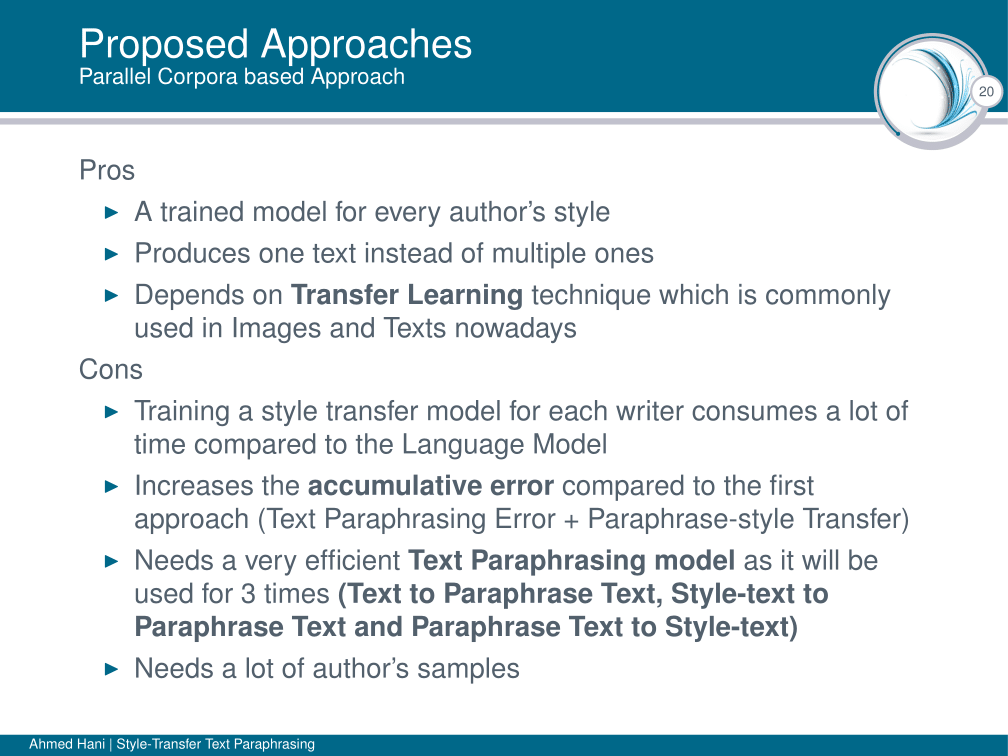 Proposed Approaches
Parallel Corpora based Approach
20
Pros
▶ A trained model for every author's style
▶ Produces one text instead of multiple ones
▶ Depends on Transfer Learning technique which is commonly
used in Images and Texts nowadays
Cons
▶ Training a style transfer model for each writer consumes a lot of
time compared to the Language Model
▶ Increases the accumulative error compared to the first
approach (Text Paraphrasing Error + Paraphrase-style Transfer)
▶ Needs a very efficient Text Paraphrasing model as it will be
used for 3 times (Text to Paraphrase Text, Style-text to
Paraphrase Text and Paraphrase Text to Style-text)
▶ Needs a lot of author's samples
Ahmed Hani | Style-Transfer Text Paraphrasing